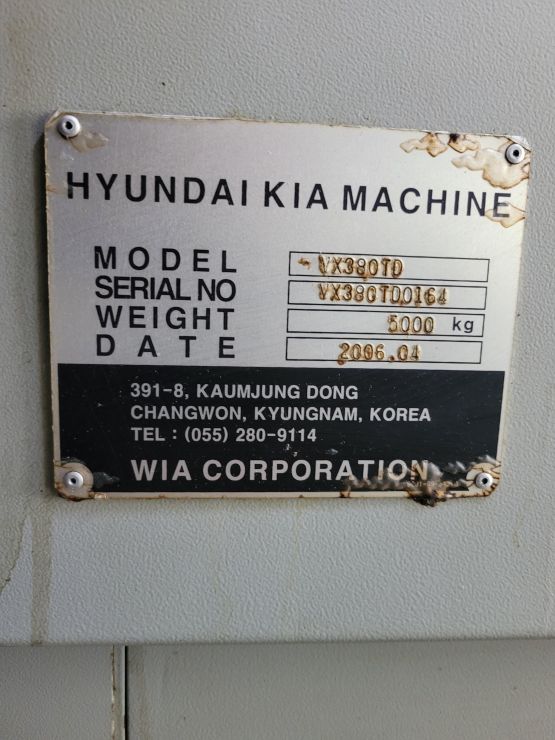 HYUNDAI KIA MACHINE
MODEL VX380TD
SERIAL NO VX380TD0164
WEIGHT 5000 kg
DATE 2006.04
391-8, KAUMJUNG DONG
CHANGWON, KYUNGNAM, KOREA
TEL : (055) 280-9114
WIA CORPORATION